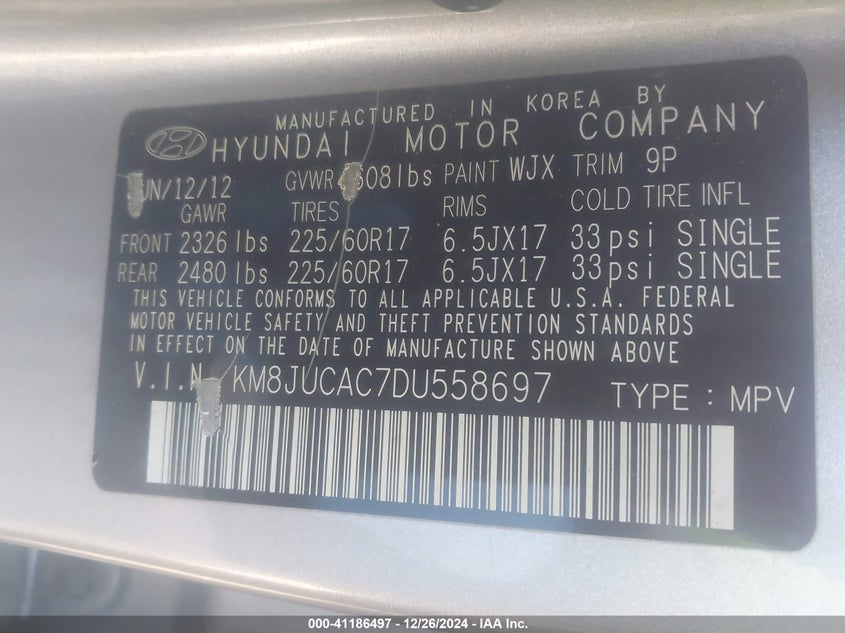 MANUFACTURED IN KOREA BY
HYUNDAI MOTOR COMPANY
/12/12 GVWR lbs PAINT WJX TRIM 9P
GAWR TIRES RIMS COLD TIRE INFL
FRONT 2326 lbs 225/60R17 6.5JX17 33psi SINGLE
REAR 2480 lbs 225/60R17 6.5JX17 33psi SINGLE
THIS VEHICLE CONFORMS TO ALL APPLICABLE U.S.A. FEDERAL
MOTOR VEHICLE SAFETY AND THEFT PREVENTION STANDARDS
IN EFFECT ON THE DATE OF MANUFACTURE SHOWN ABOVE
V.I.N. KM8JUCAC7DU558697 TYPE : MPV
000-41186497 - 12/26/2024 - IAA Inc.